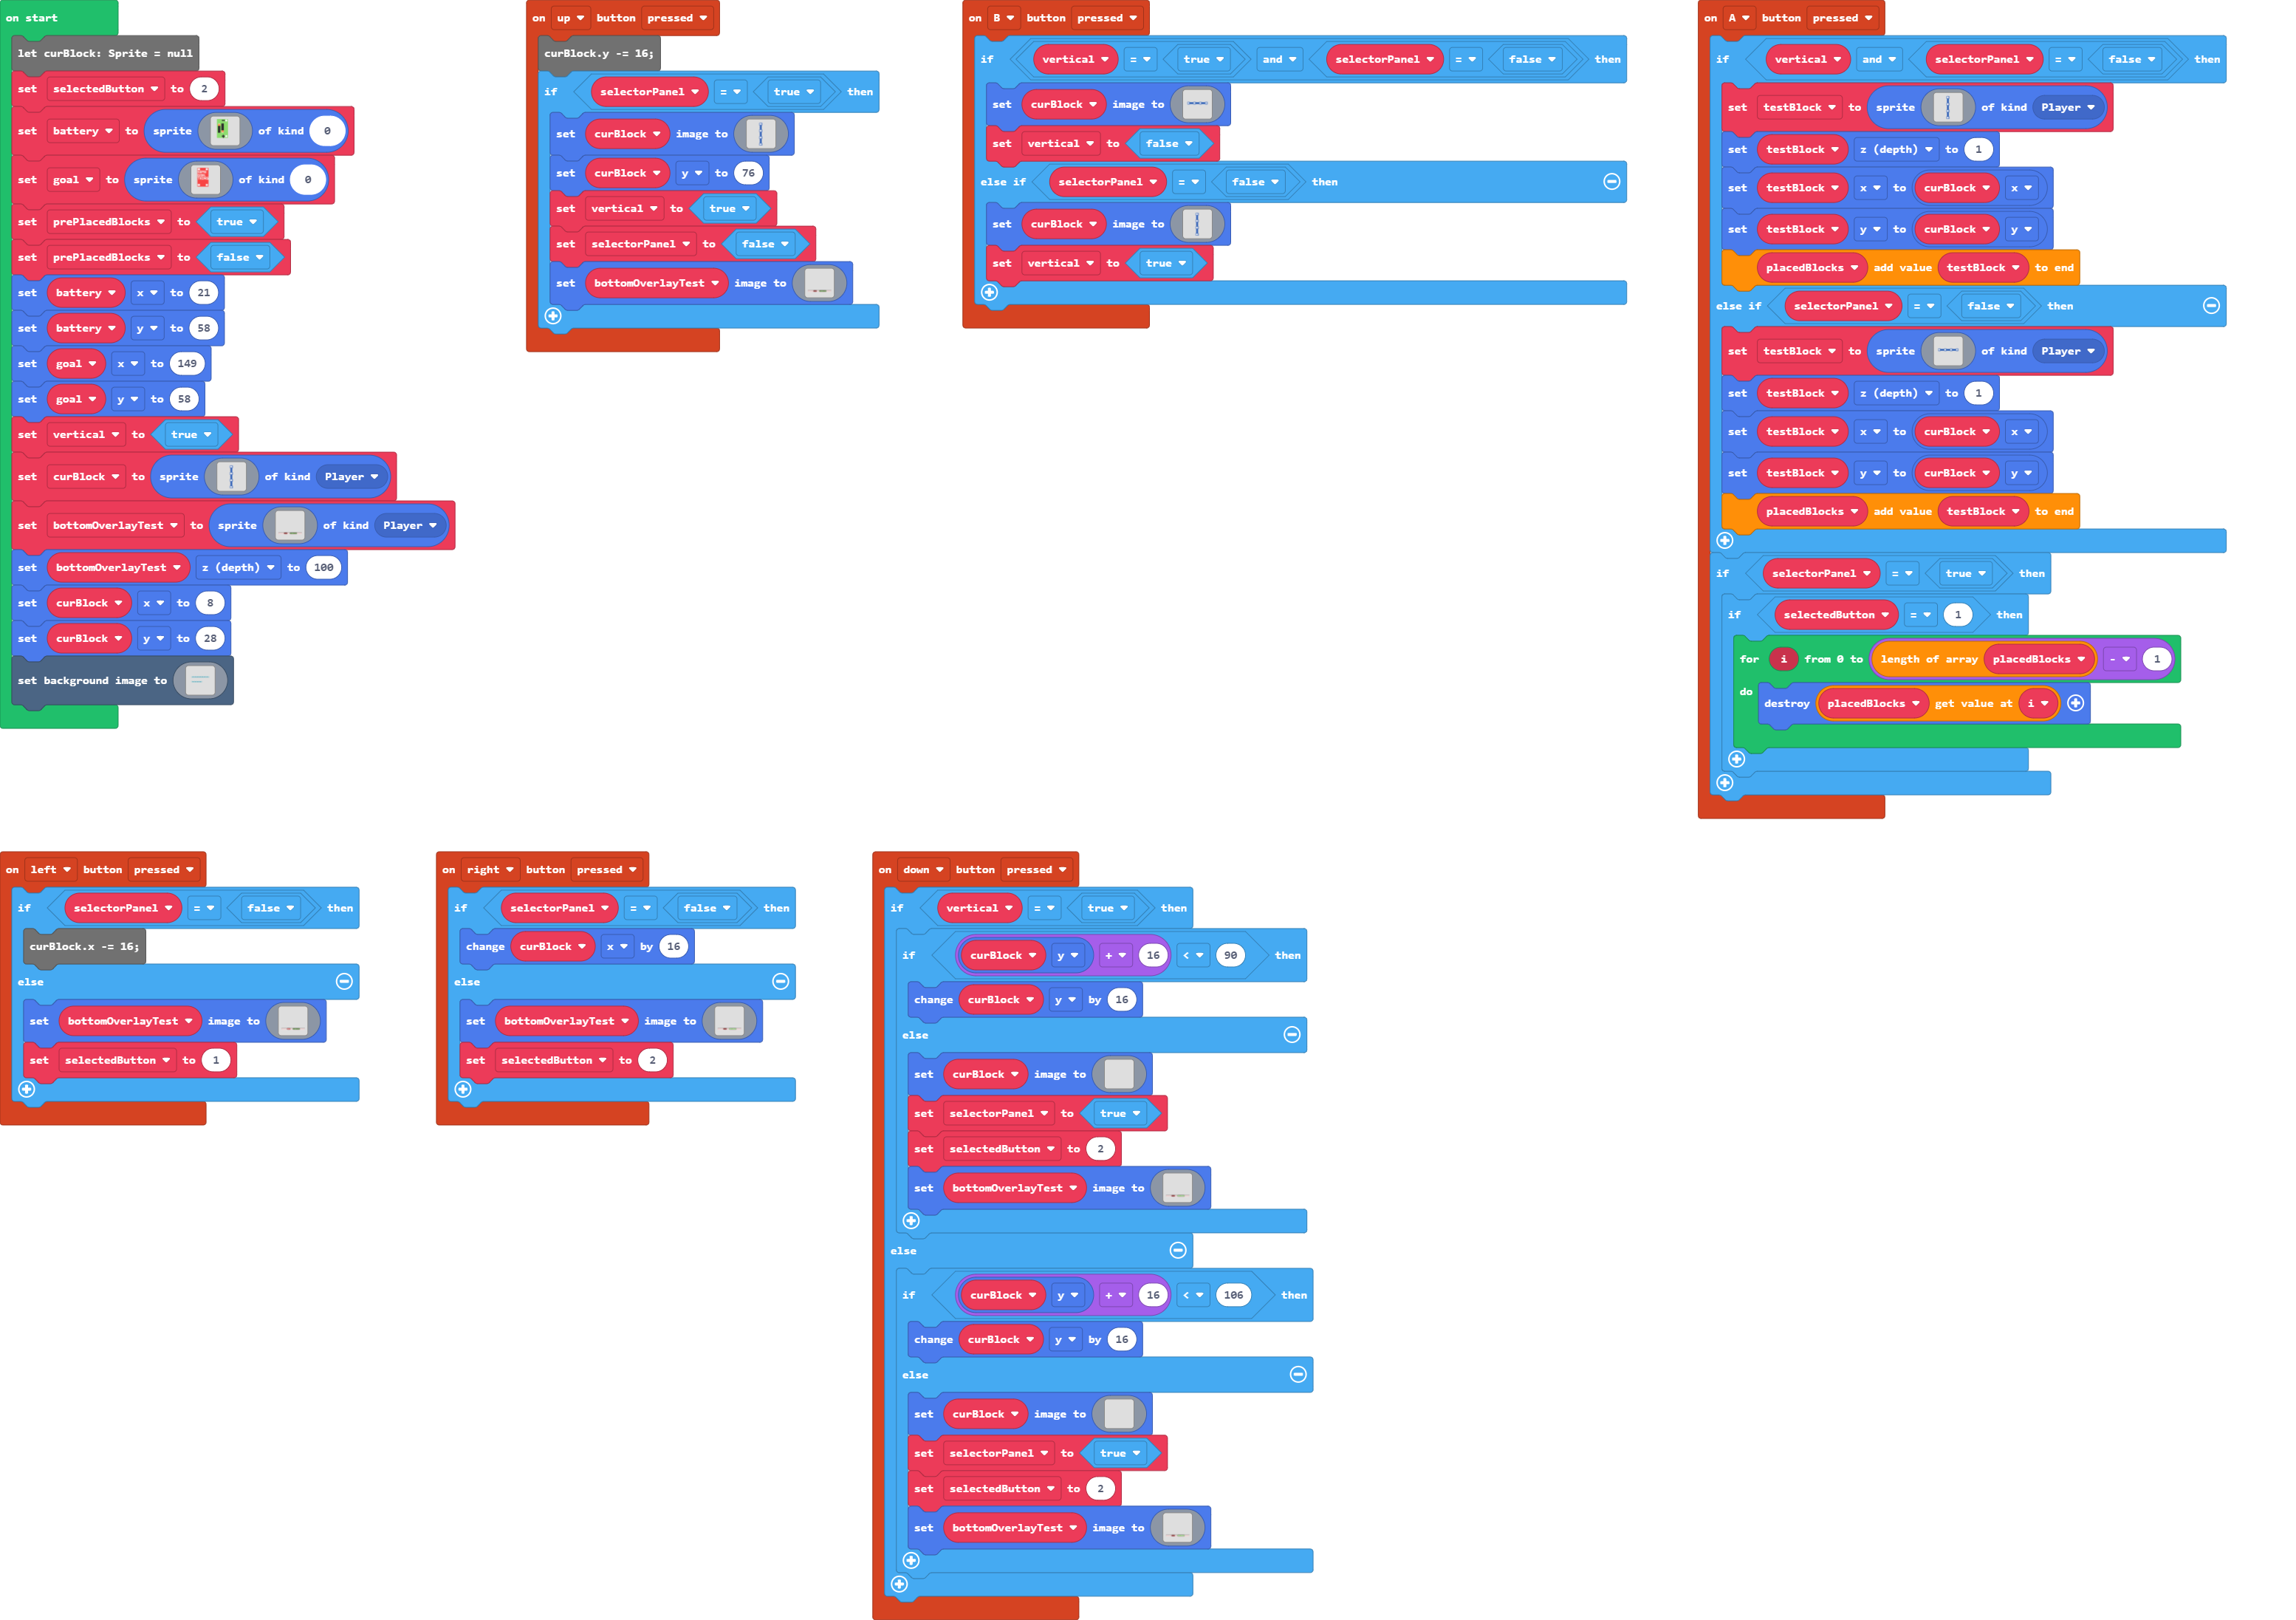 on start
let curBlock: Sprite = null
set selectedButton to 2
set battery to sprite of kind 0
set goal to sprite of kind 0
set prePlacedBlocks to true
set prePlacedBlocks to false
set battery x to 21
set battery y to 58
set goal x to 149
set goal y to 58
set vertical to true
set curBlock to sprite of kind Player
set bottomOverlayTest to sprite of kind Player
set bottomOverlayTest z (depth) to 100
set curBlock x to 8
set curBlock y to 28
set background image to
on up button pressed
curBlock.y -= 16;
if selectorPanel = true then
set curBlock image to
set curBlock y to 76
set vertical to true
set selectorPanel to false
set bottomOverlayTest image to
on B button pressed
if vertical = true and selectorPanel = false then
set curBlock image to
set vertical to false
else if selectorPanel = false then
set curBlock image to
set vertical to true
on A button pressed
if vertical and selectorPanel = false then
set testBlock to sprite of kind Player
set testBlock z (depth) to 1
set testBlock x to curBlock x
set testBlock y to curBlock y
placedBlocks add value testBlock to end
else if selectorPanel = false then
set testBlock to sprite of kind Player
set testBlock z (depth) to 1
set testBlock x to curBlock x
set testBlock y to curBlock y
placedBlocks add value testBlock to end
if selectorPanel = true then
if selectedButton = 1 then
for i from 0 to length of array placedBlocks - 1
do
destroy placedBlocks get value at i
on left button pressed
if selectorPanel = false then
curBlock.x -= 16;
else
set bottomOverlayTest image to
set selectedButton to 1
on right button pressed
if selectorPanel = false then
change curBlock x by 16
else
set bottomOverlayTest image to
set selectedButton to 2
on down button pressed
if vertical = true then
if curBlock y + 16 < 90 then
change curBlock y by 16
else
set curBlock image to
set selectorPanel to true
set selectedButton to 2
set bottomOverlayTest image to
else
if curBlock y + 16 < 106 then
change curBlock y by 16
else
set curBlock image to
set selectorPanel to true
set selectedButton to 2
set bottomOverlayTest image to